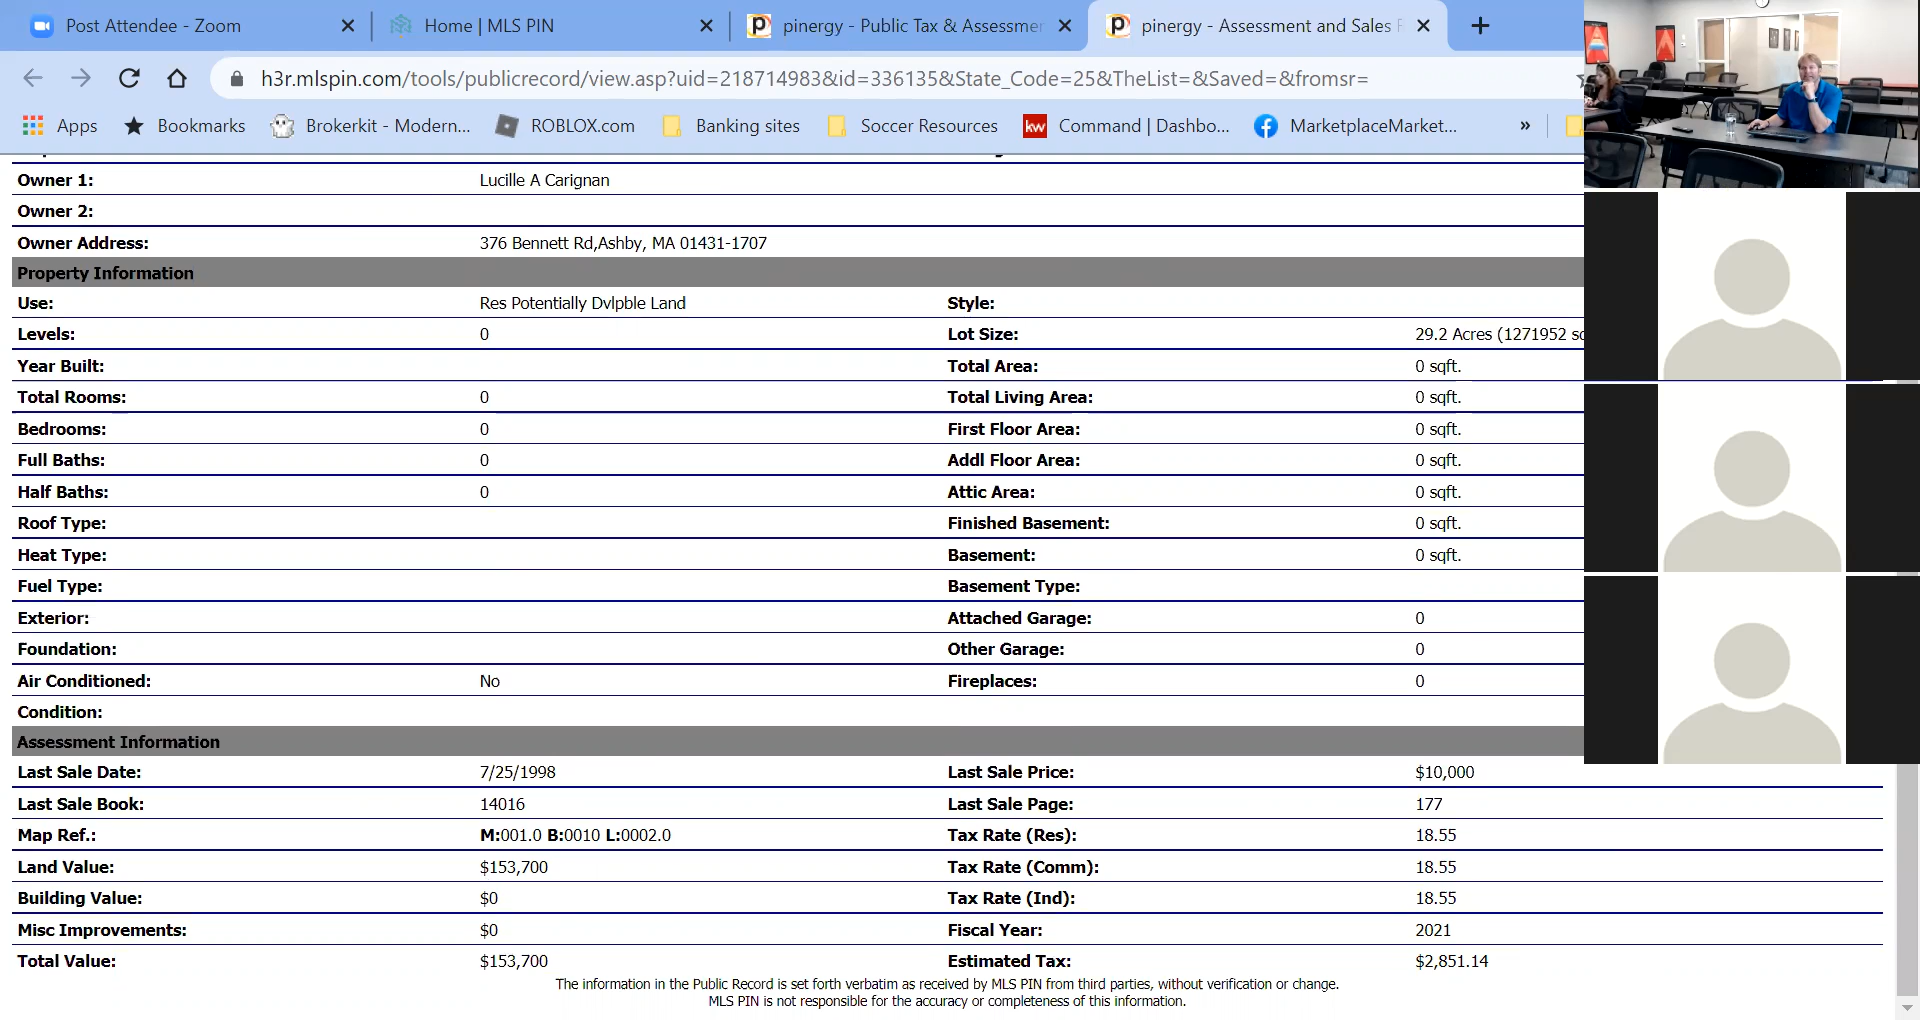 Post Attendee - Zoom
Home | MLS PIN
pinergy - Public Tax & Assessmen
pinergy - Assessment and Sales
h3r.mlspin.com/tools/publicrecord/view.asp?uid=218714983&id=336135&State_Code=25&TheList=&Saved=&fromsr=
Apps Bookmarks Brokerkit - Modern... ROBLOX.com Banking sites Soccer Resources kw Command | Dashbo... MarketplaceMarket... »
Owner 1: Lucille A Carignan
Owner 2:
Owner Address: 376 Bennett Rd,Ashby, MA 01431-1707
Property Information
Use: Res Potentially Dvlpble Land Style:
Levels: 0 Lot Size: 29.2 Acres (1271952 sq
Year Built: Total Area: 0 sqft.
Total Rooms: 0 Total Living Area: 0 sqft.
Bedrooms: 0 First Floor Area: 0 sqft.
Full Baths: 0 Addl Floor Area: 0 sqft.
Half Baths: 0 Attic Area: 0 sqft.
Roof Type: Finished Basement: 0 sqft.
Heat Type: Basement: 0 sqft.
Fuel Type: Basement Type:
Exterior: Attached Garage: 0
Foundation: Other Garage: 0
Air Conditioned: No Fireplaces: 0
Condition:
Assessment Information
Last Sale Date: 7/25/1998 Last Sale Price: $10,000
Last Sale Book: 14016 Last Sale Page: 177
Map Ref.: M:001.0 B:0010 L:0002.0 Tax Rate (Res): 18.55
Land Value: $153,700 Tax Rate (Comm): 18.55
Building Value: $0 Tax Rate (Ind): 18.55
Misc Improvements: $0 Fiscal Year: 2021
Total Value: $153,700 Estimated Tax: $2,851.14
The information in the Public Record is set forth verbatim as received by MLS PIN from third parties, without verification or change.
MLS PIN is not responsible for the accuracy or completeness of this information.